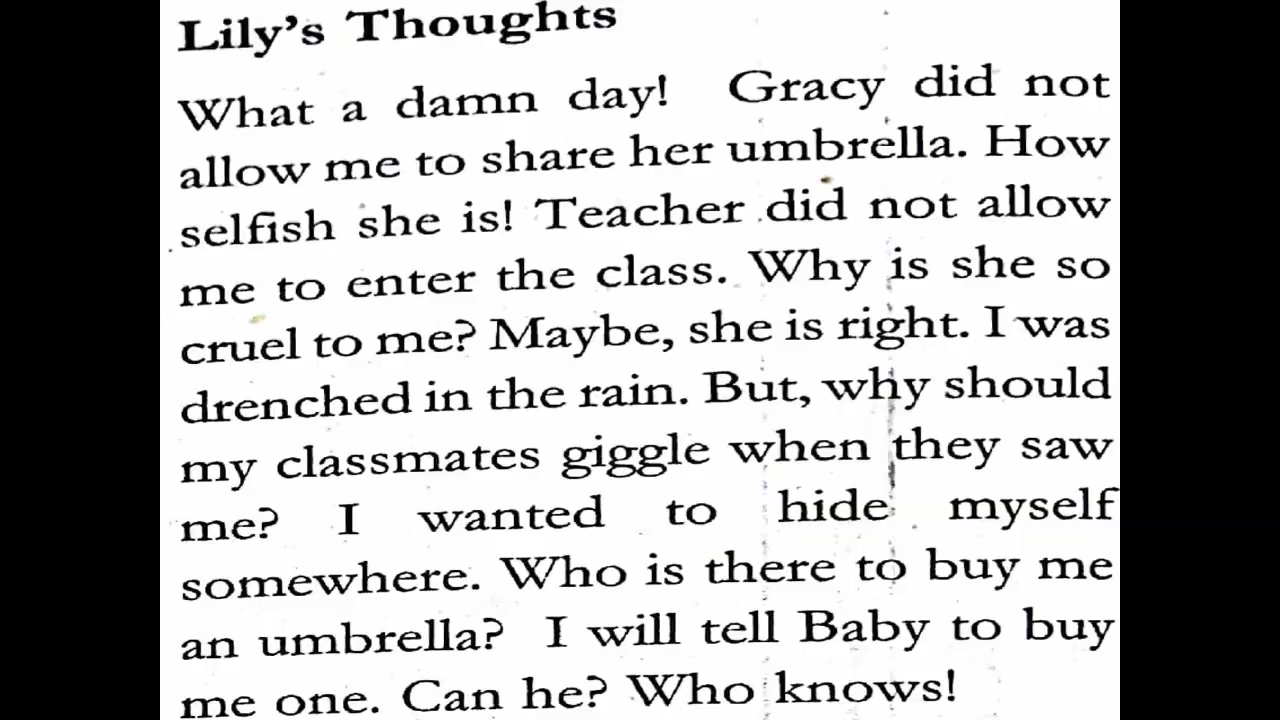 Lily's Thoughts
What a damn day! Gracy did not
allow me to share her umbrella. How
selfish she is! Teacher did not allow
me to enter the class. Why is she so
cruel to me? Maybe, she is right. I was
drenched in the rain. But, why should
my classmates giggle when they saw
me? I wanted to hide myself
somewhere. Who is there to buy me
an umbrella? I will tell Baby to buy
me one. Can he? Who knows!